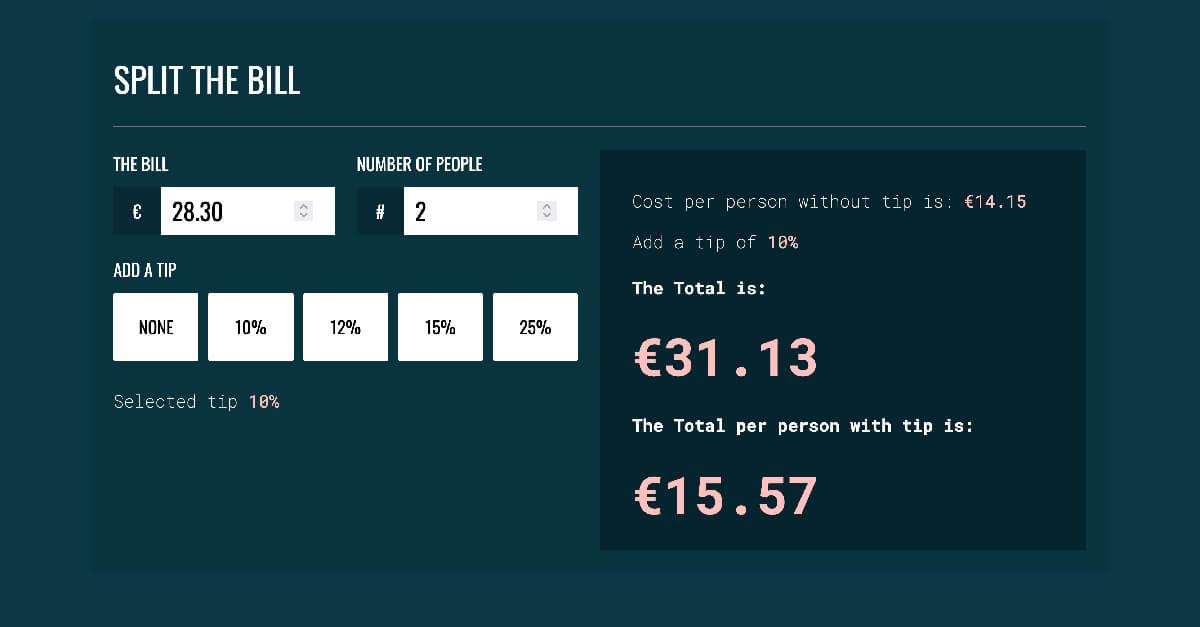 SPLIT THE BILL
THE BILL
€ 28.30
NUMBER OF PEOPLE
# 2
ADD A TIP
NONE 10% 12% 15% 25%
Selected tip 10%
Cost per person without tip is: €14.15
Add a tip of 10%
The Total is:
€31.13
The Total per person with tip is:
€15.57